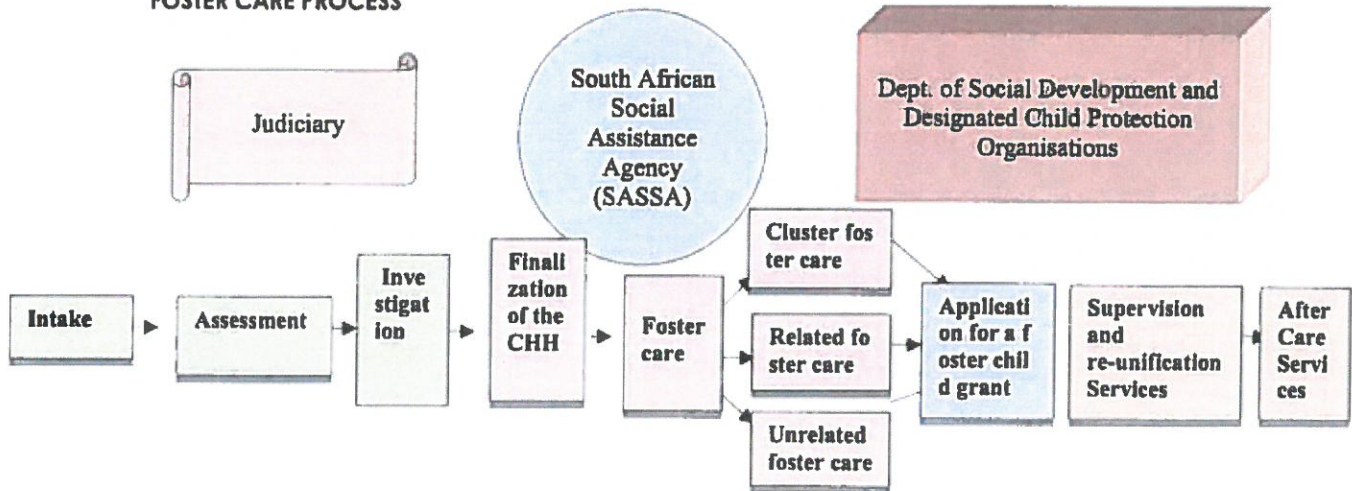 FOSTER CARE PROCESS
Judiciary
South African
Social
Assistance
Agency
(SASSA)
Dept. of Social Development and
Designated Child Protection
Organisations
Intake
Assessment
Inve
stigat
ion
Finali
zation
of the
CHH
Foster
care
Cluster fos
ter care
Related fo
ster care
Unrelated
foster care
Applicati
on for a f
oster chil
d grant
Supervision
and
re-unification
Services
After
Care
Servi
ces